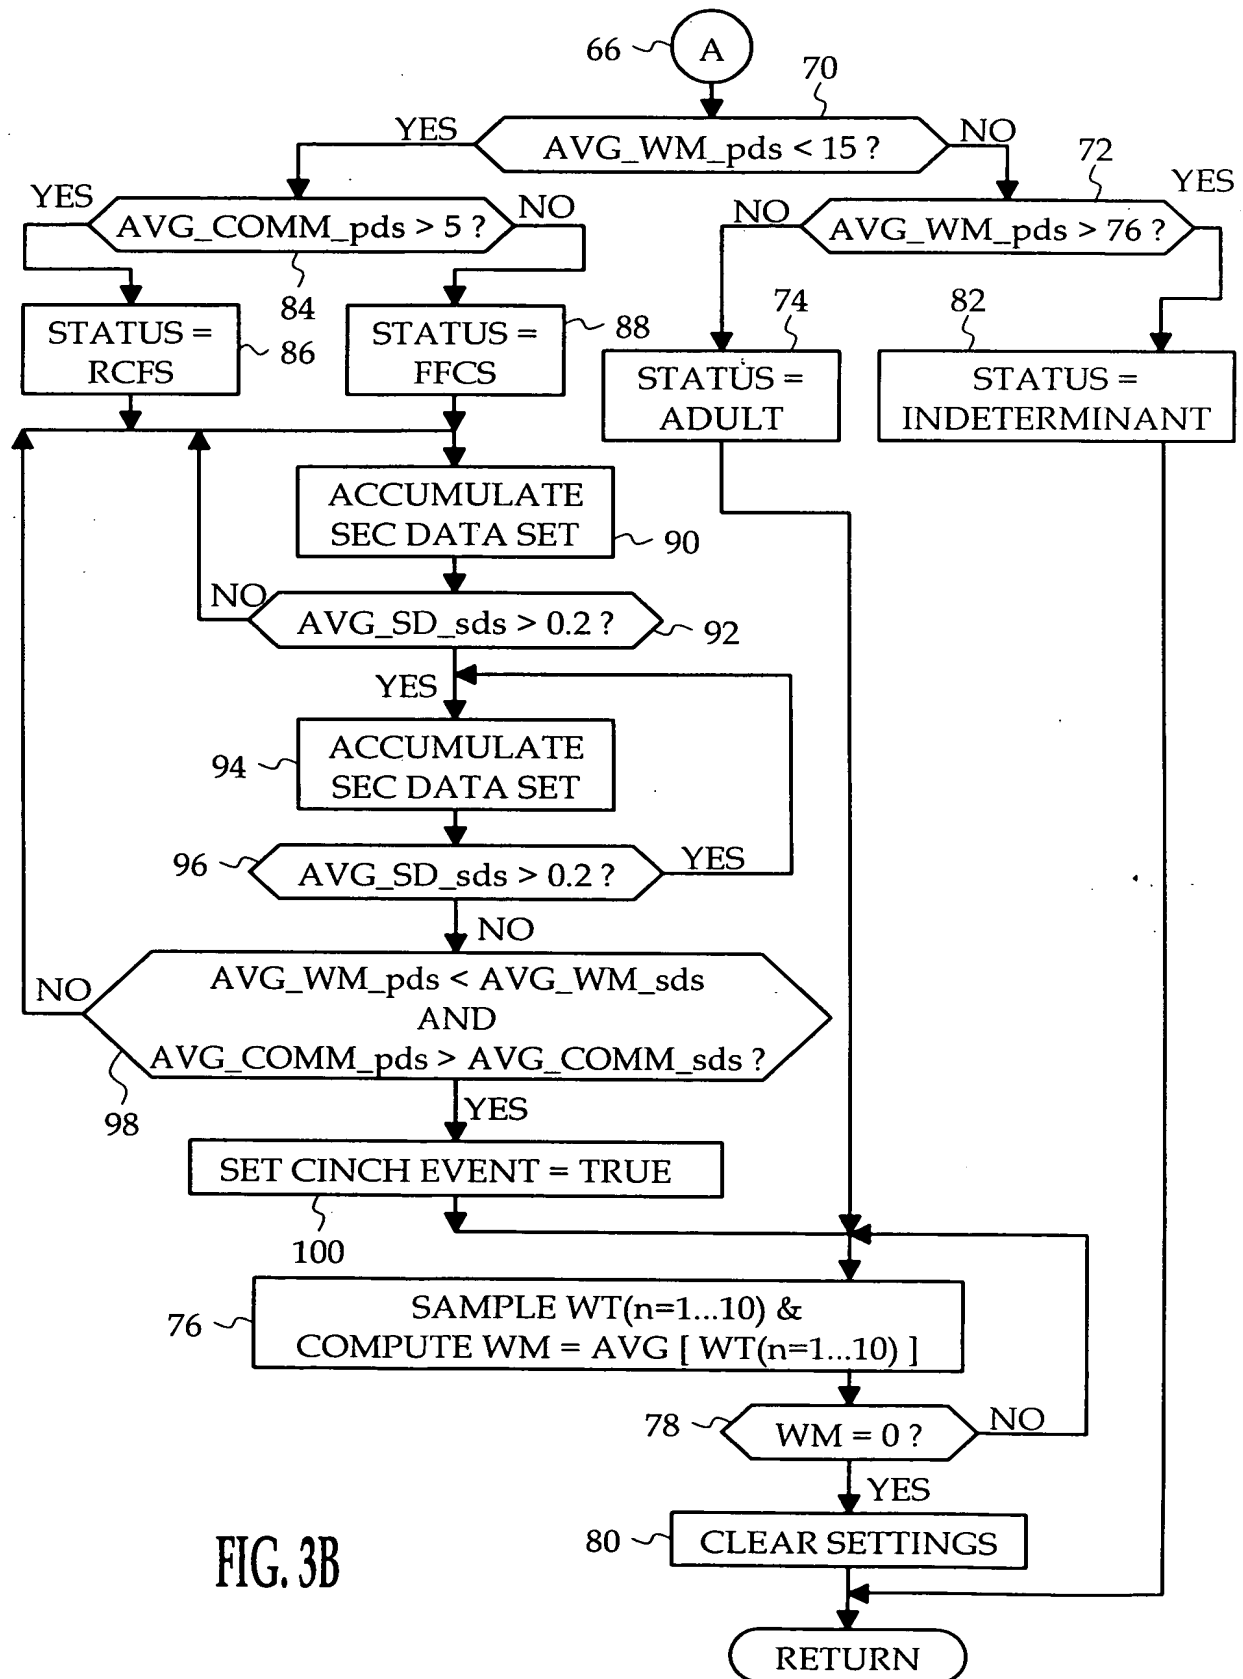 66
A
70
YES
AVG_WM_pds < 15 ?
NO
72
YES
YES
AVG_COMM_pds > 5 ?
NO
NO
AVG_WM_pds > 76 ?
84
STATUS =
RCFS
86
STATUS =
FFCS
88
74
STATUS =
ADULT
82
STATUS =
INDETERMINANT
ACCUMULATE
SEC DATA SET
90
NO
AVG_SD_sds > 0.2 ?
92
YES
94
ACCUMULATE
SEC DATA SET
96
AVG_SD_sds > 0.2 ?
YES
NO
NO
AVG_WM_pds < AVG_WM_sds
AND
AVG_COMM_pds > AVG_COMM_sds ?
98
YES
SET CINCH EVENT = TRUE
100
76
SAMPLE WT(n=1...10) &
COMPUTE WM = AVG [ WT(n=1...10) ]
78
WM = 0 ?
NO
YES
80
CLEAR SETTINGS
FIG. 3B
RETURN